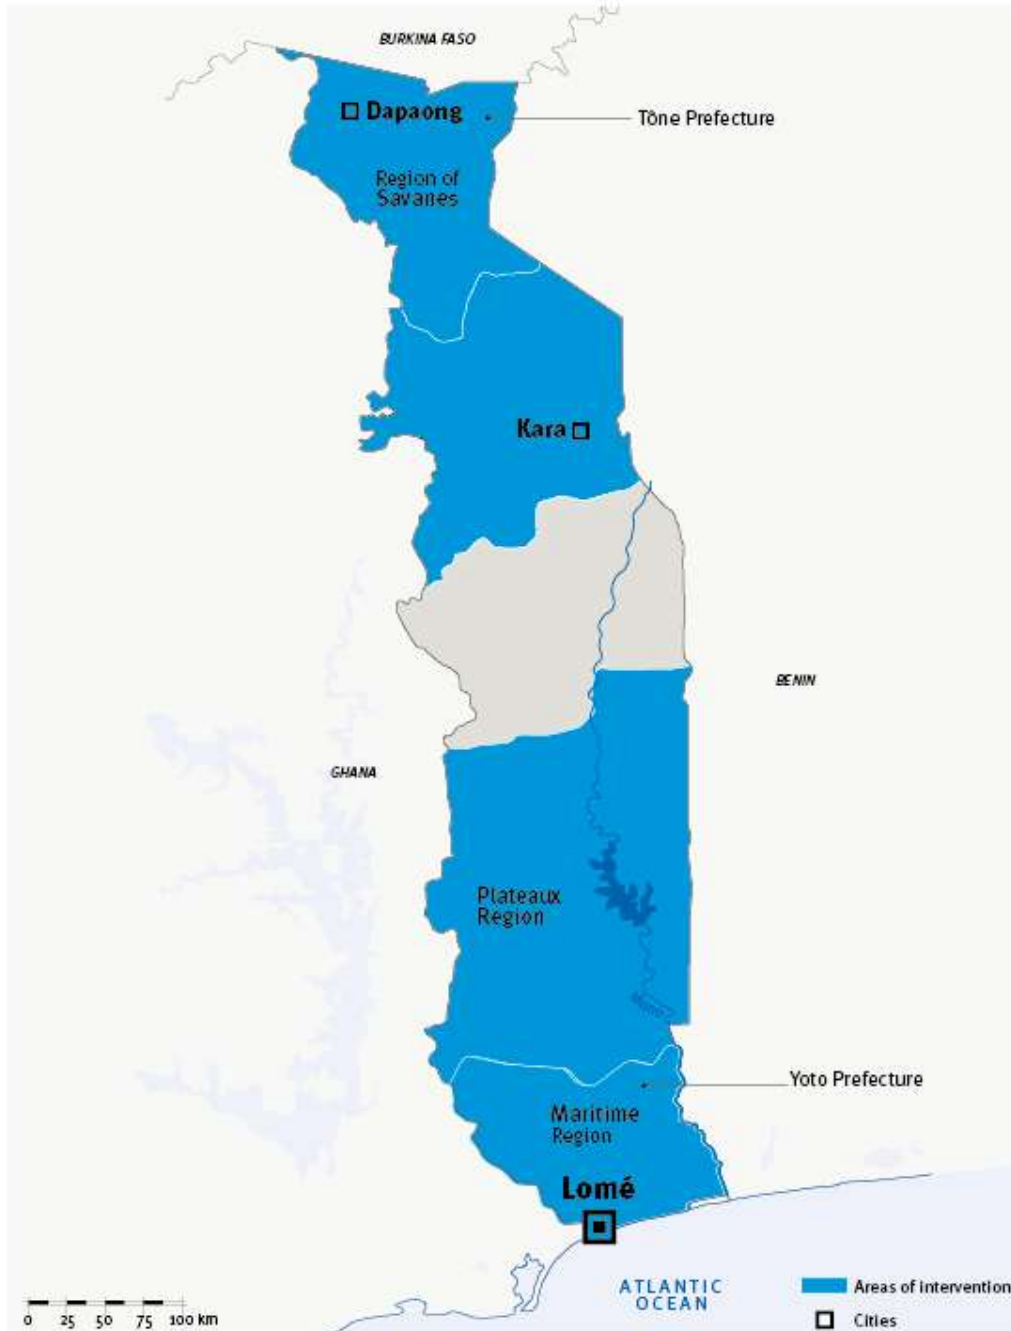 BURKINA FASO
Dapaong
Tône Prefecture
Region of
Savanes
Kara
BENIN
GHANA
Plateaux
Region
Yoto Prefecture
Maritime
Region
Lomé
ATLANTIC
OCEAN
Areas of intervention
Cities
0 25 50 75 100 km